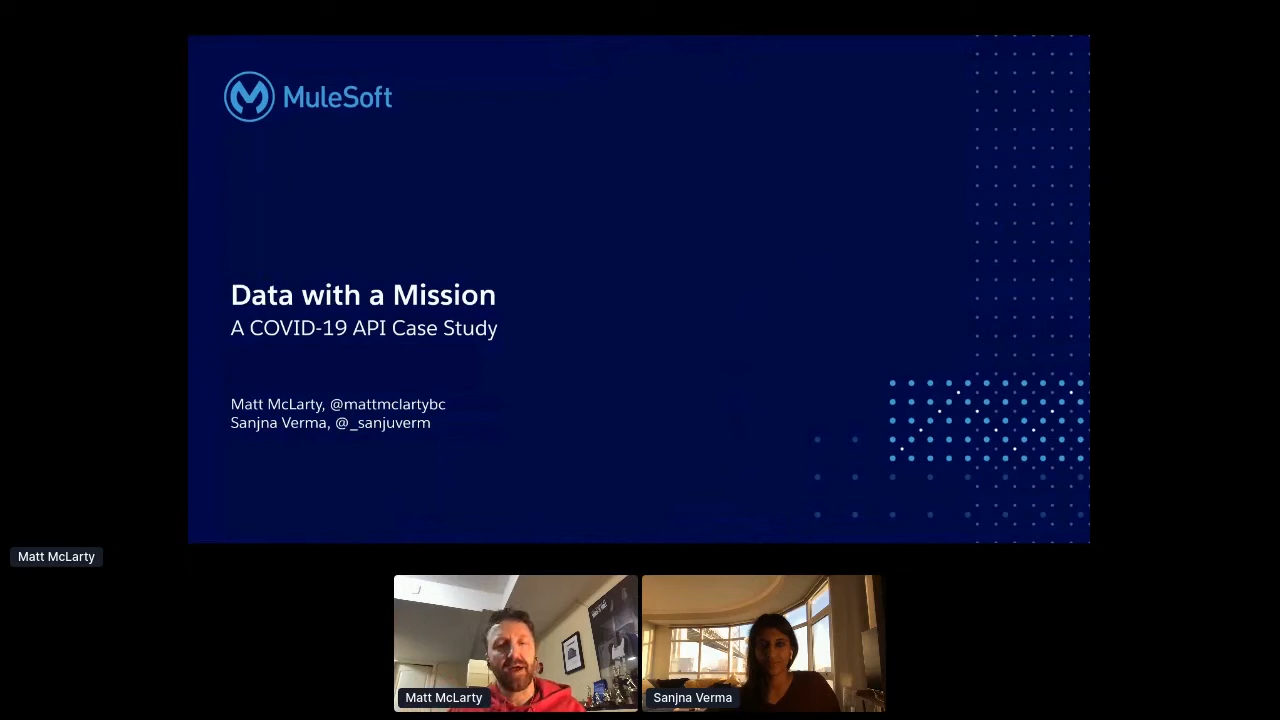 MuleSoft
Data with a Mission
A COVID-19 API Case Study
Matt McLarty, @mattmclartybc
Sanjna Verma, @_sanjuverm
Matt McLarty
Matt McLarty
Sanjna Verma